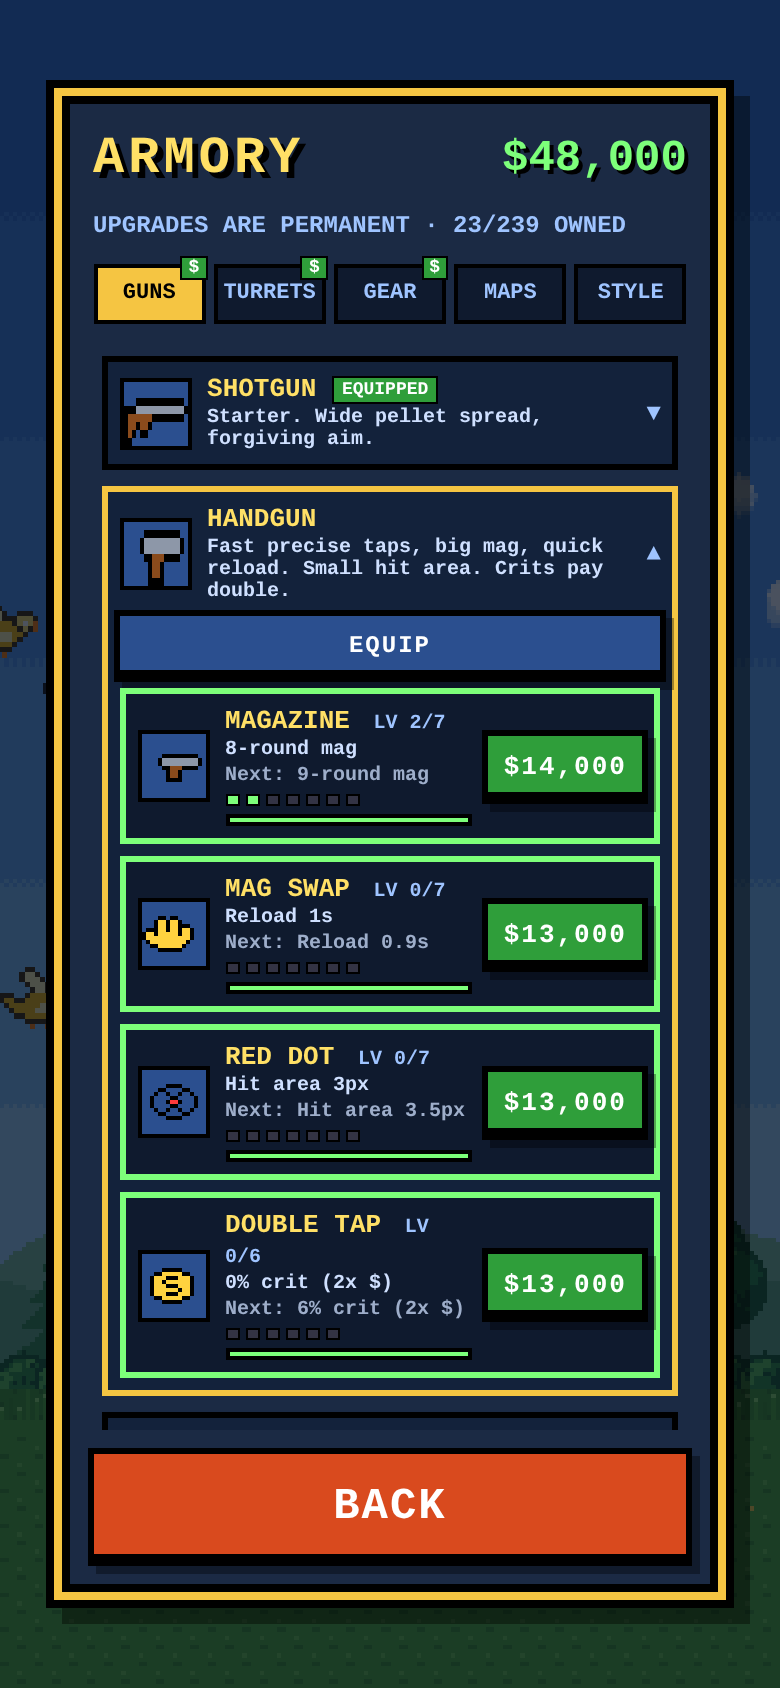 ARMORY
$48,000
UPGRADES ARE PERMANENT · 23/239 OWNED
$ $ $
GUNS TURRETS GEAR MAPS STYLE
SHOTGUN EQUIPPED
Starter. Wide pellet spread,
forgiving aim.
▼
HANDGUN
Fast precise taps, big mag, quick
reload. Small hit area. Crits pay
double.
▲
EQUIP
MAGAZINE LV 2/7
8-round mag
Next: 9-round mag
$14,000
MAG SWAP LV 0/7
Reload 1s
Next: Reload 0.9s
$13,000
RED DOT LV 0/7
Hit area 3px
Next: Hit area 3.5px
$13,000
DOUBLE TAP LV
0/6
0% crit (2x $)
Next: 6% crit (2x $)
$13,000
BACK